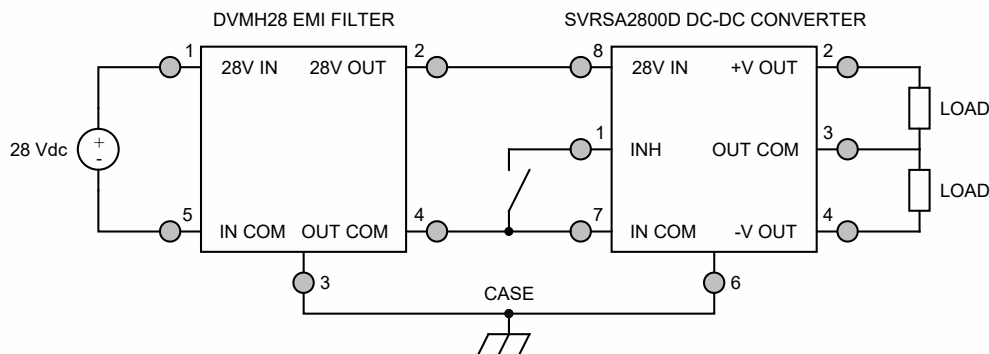 DVMH28 EMI FILTER
SVRSA2800D DC-DC CONVERTER
1
28V IN
28V OUT
2
8
28V IN
+V OUT
2
LOAD
28 Vdc
+
-
1
INH
OUT COM
3
LOAD
5
IN COM
OUT COM
4
7
IN COM
-V OUT
4
3
6
CASE